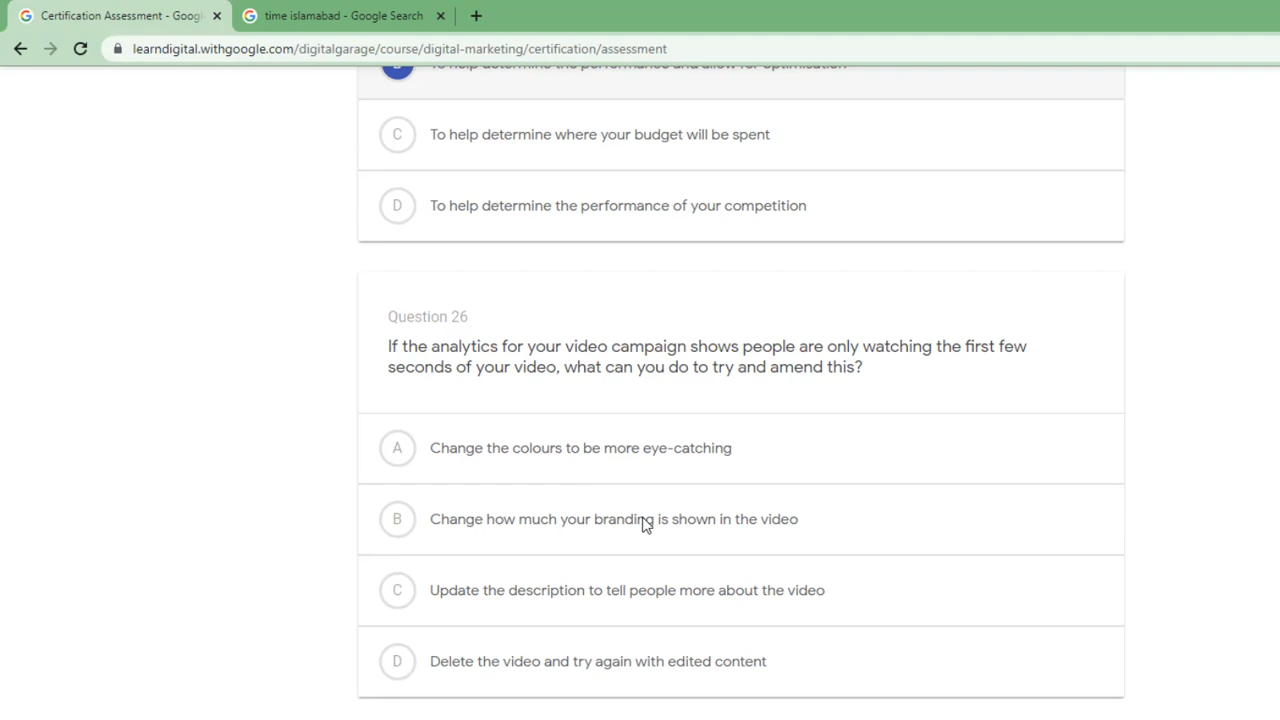 Certification Assessment - Googl
time islamabad - Google Search
learndigital.withgoogle.com/digitalgarage/course/digital-marketing/certification/assessment
To help determine the performance and allow for optimisation
C To help determine where your budget will be spent
D To help determine the performance of your competition
Question 26
If the analytics for your video campaign shows people are only watching the first few
seconds of your video, what can you do to try and amend this?
A Change the colours to be more eye-catching
B Change how much your branding is shown in the video
C Update the description to tell people more about the video
D Delete the video and try again with edited content